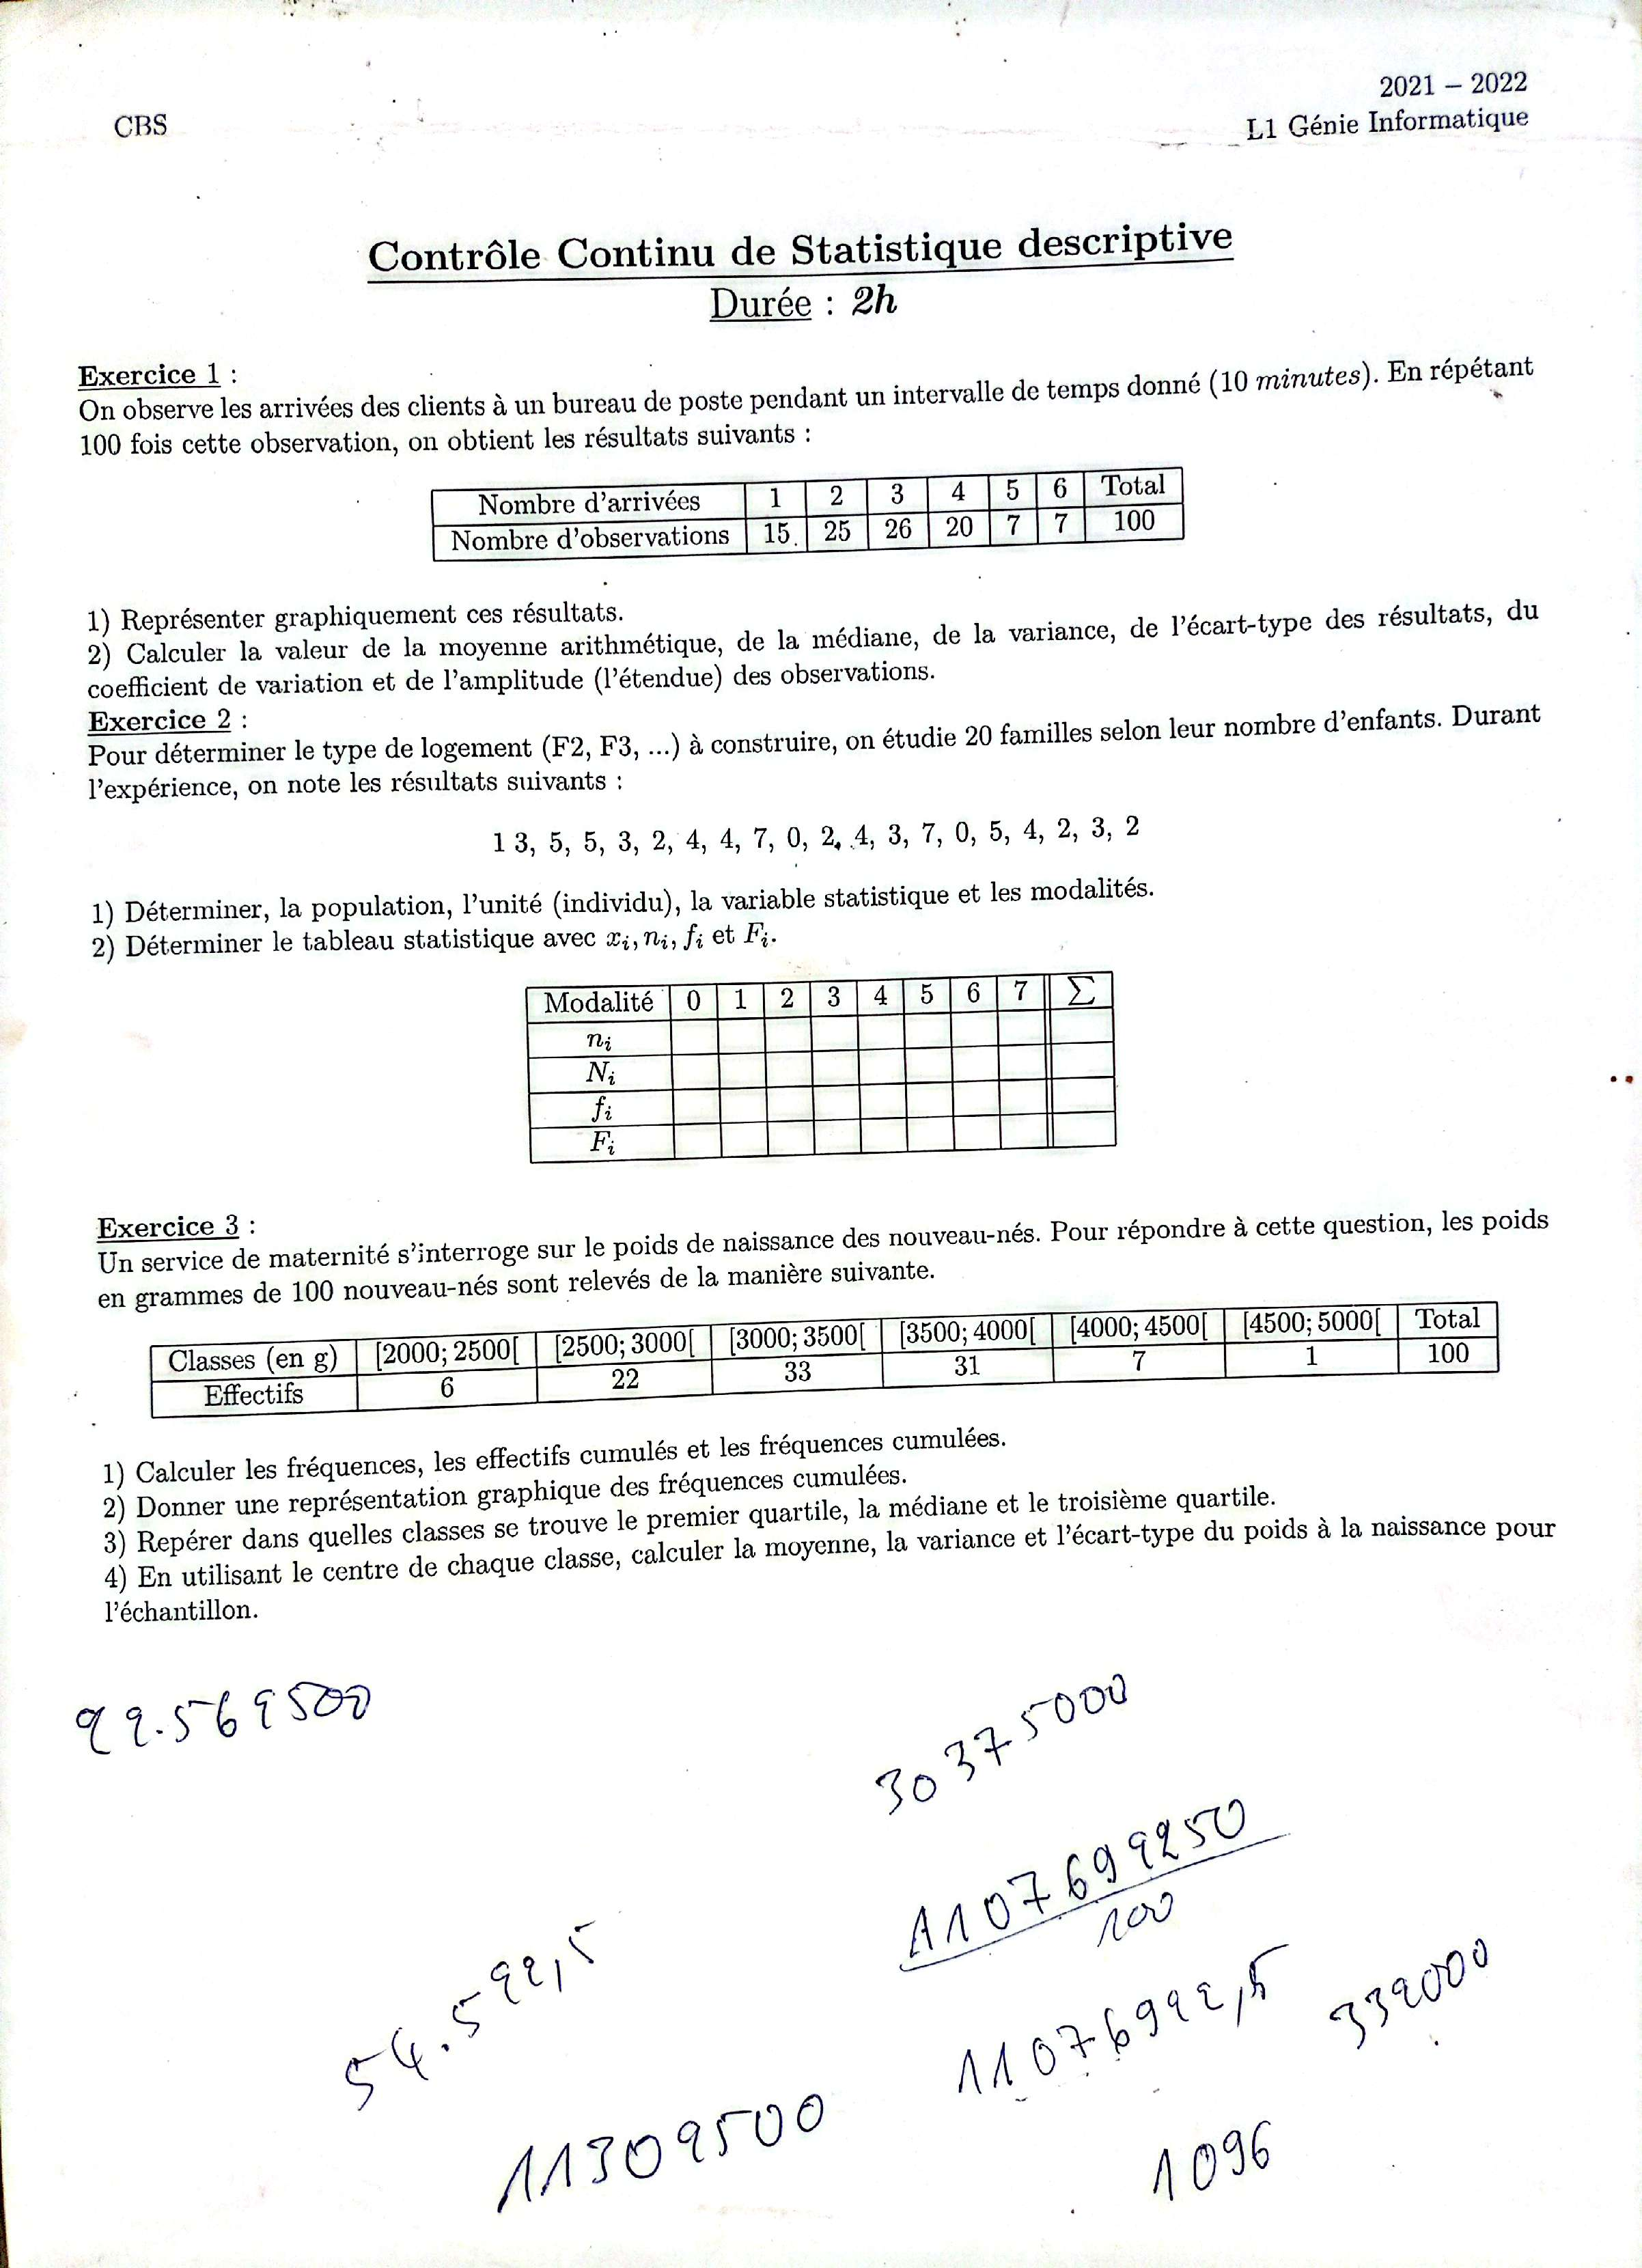 CBS
2021 – 2022
L1 Génie Informatique
Contrôle Continu de Statistique descriptive
Durée : 2h
Exercice 1 :
On observe les arrivées des clients à un bureau de poste pendant un intervalle de temps donné (10 minutes). En répétant
100 fois cette observation, on obtient les résultats suivants :
Nombre d'arrivées 1 2 3 4 5 6 Total
Nombre d'observations 15 25 26 20 7 7 100
1) Représenter graphiquement ces résultats.
2) Calculer la valeur de la moyenne arithmétique, de la médiane, de la variance, de l'écart-type des résultats, du
coefficient de variation et de l'amplitude (l'étendue) des observations.
Exercice 2 :
Pour déterminer le type de logement (F2, F3, ...) à construire, on étudie 20 familles selon leur nombre d'enfants. Durant
l'expérience, on note les résultats suivants :
1 3, 5, 5, 3, 2, 4, 4, 7, 0, 2, 4, 3, 7, 0, 5, 4, 2, 3, 2
1) Déterminer, la population, l'unité (individu), la variable statistique et les modalités.
2) Déterminer le tableau statistique avec xi, ni, fi et Fi.
Modalité 0 1 2 3 4 5 6 7 ∑
ni
Ni
fi
Fi
Exercice 3 :
Un service de maternité s'interroge sur le poids de naissance des nouveau-nés. Pour répondre à cette question, les poids
en grammes de 100 nouveau-nés sont relevés de la manière suivante.
Classes (en g) [2000; 2500[ [2500; 3000[ [3000; 3500[ [3500; 4000[ [4000; 4500[ [4500; 5000[ Total
Effectifs 6 22 33 31 7 1 100
1) Calculer les fréquences, les effectifs cumulés et les fréquences cumulées.
2) Donner une représentation graphique des fréquences cumulées.
3) Repérer dans quelles classes se trouve le premier quartile, la médiane et le troisième quartile.
4) En utilisant le centre de chaque classe, calculer la moyenne, la variance et l'écart-type du poids à la naissance pour
l'échantillon.
99.569500
30375000
1107699250
100
54.599,5
11076992,5
339000
11309500
1096